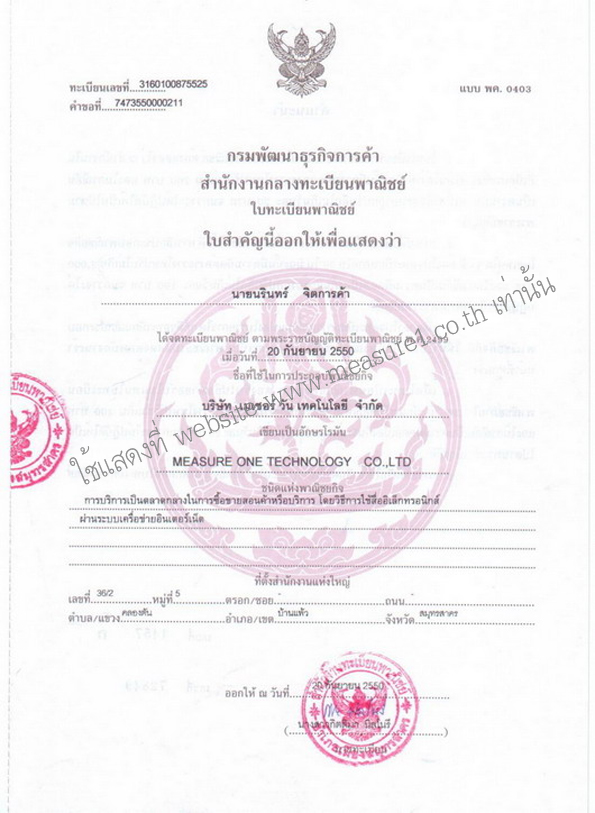 ทะเบียนเลขที่....3160100875525
คำขอที่....7473550000211
แบบ พค. 0403
กรมพัฒนาธุรกิจการค้า
สำนักงานกลางทะเบียนพาณิชย์
ใบทะเบียนพาณิชย์
ใบสำคัญนี้ออกให้เพื่อแสดงว่า
นายนรินทร์ จิตการค้า
ได้จดทะเบียนพาณิชย์ ตามพระราชบัญญัติทะเบียนพาณิชย์ พ.ศ.2499
เมื่อวันที่ 20 กันยายน 2550
ชื่อที่ใช้ในการประกอบพาณิชยกิจ
บริษัท เมเชอร์ วัน เทคโนโลยี จำกัด
เขียนเป็นอักษรโรมัน
MEASURE ONE TECHNOLOGY CO.,LTD
ชนิดแห่งพาณิชยกิจ
การบริการเป็นตลาดกลางในการซื้อขายสอนค้าหรือบริการ โดยวิธีการใช้สื่ออิเล็กทรอนิกส์
ผ่านระบบเครือข่ายอินเตอร์เน็ต
ที่ตั้งสำนักงานแห่งใหญ่
เลขที่ 36/2 หมู่ที่ 5 ตรอก/ซอย - ถนน -
ตำบล/แขวง คลองตัน อำเภอ/เขต บ้านแพ้ว จังหวัด สมุทรสาคร
ใช้แสดงที่ website www.measure1.co.th เท่านั้น
ออกให้ ณ วันที่ 20 กันยายน 2550
นายทะเบียน